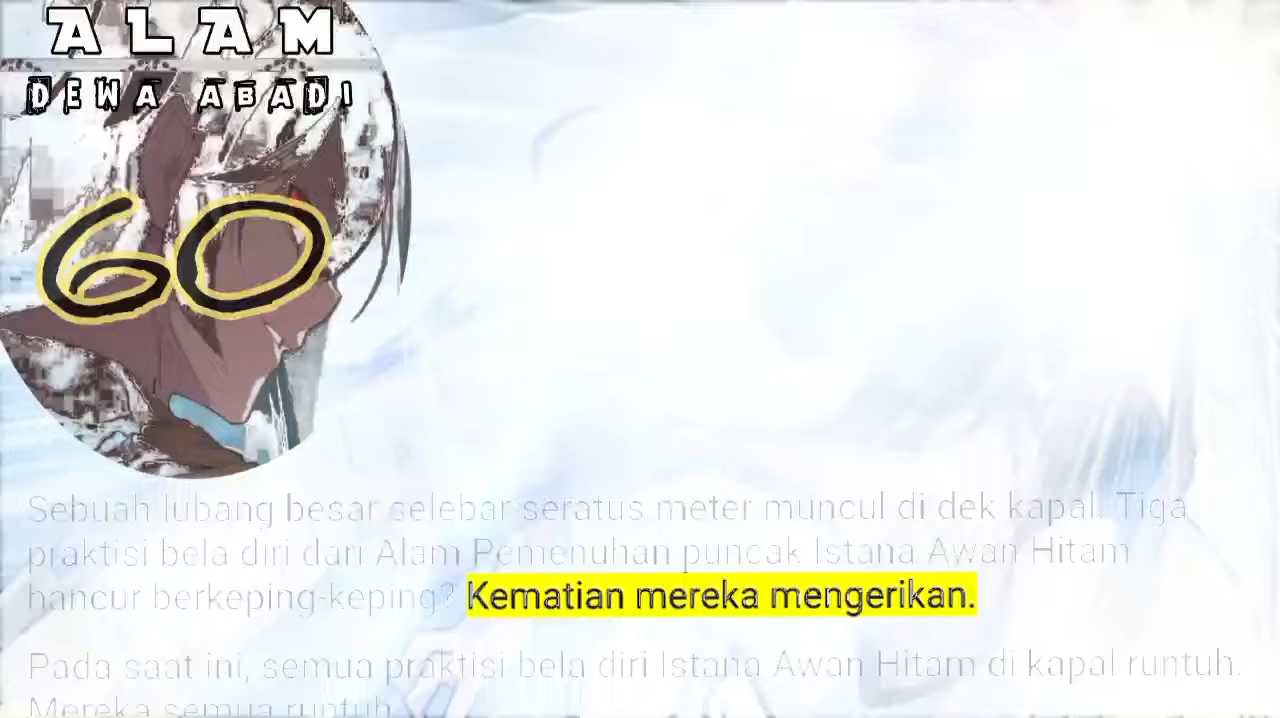 ALAM
DEWA ABADI
60
Sebuah lubang besar selebar seratus meter muncul di dek kapal. Tiga
praktisi bela diri dari Alam Pemenuhan puncak Istana Awan Hitam
hancur berkeping-keping? Kematian mereka mengerikan.
Pada saat ini, semua praktisi bela diri Istana Awan Hitam di kapal runtuh.
Mereka semua runtuh